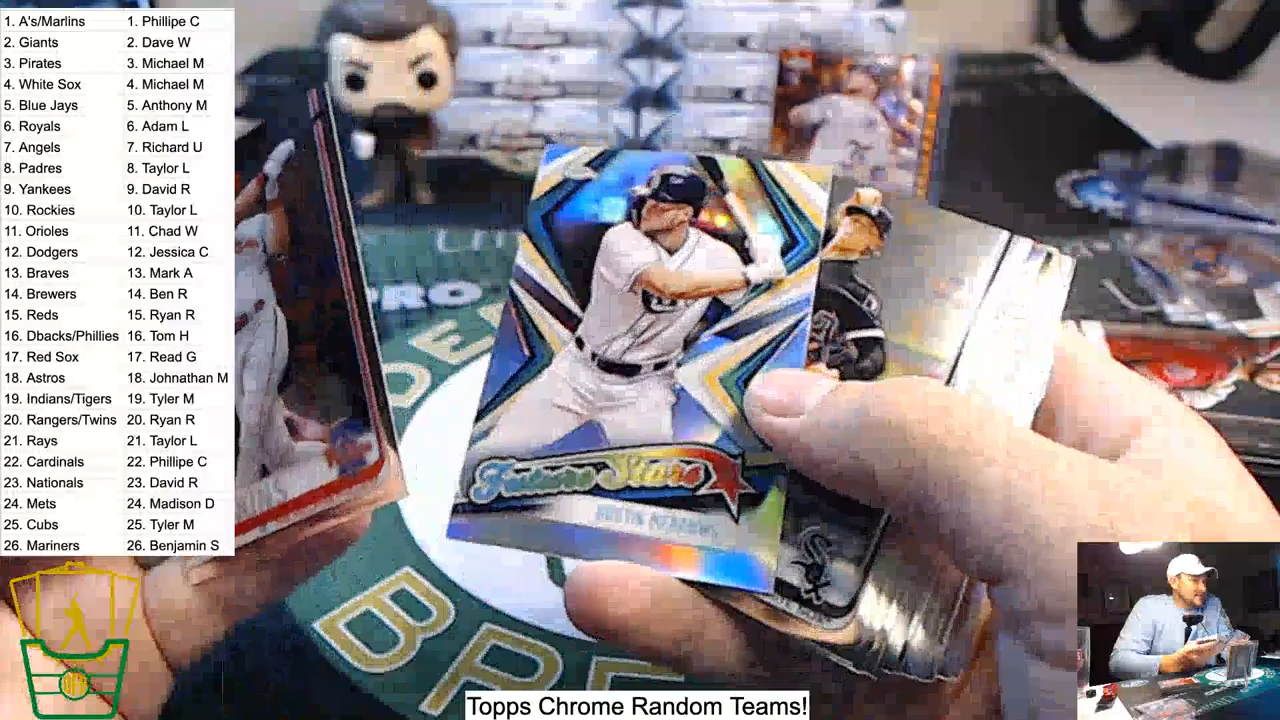 1. A's/Marlins 1. Phillipe C
2. Giants 2. Dave W
3. Pirates 3. Michael M
4. White Sox 4. Michael M
5. Blue Jays 5. Anthony M
6. Royals 6. Adam L
7. Angels 7. Richard U
8. Padres 8. Taylor L
9. Yankees 9. David R
10. Rockies 10. Taylor L
11. Orioles 11. Chad W
12. Dodgers 12. Jessica C
13. Braves 13. Mark A
14. Brewers 14. Ben R
15. Reds 15. Ryan R
16. Dbacks/Phillies 16. Tom H
17. Red Sox 17. Read G
18. Astros 18. Johnathan M
19. Indians/Tigers 19. Tyler M
20. Rangers/Twins 20. Ryan R
21. Rays 21. Taylor L
22. Cardinals 22. Phillipe C
23. Nationals 23. David R
24. Mets 24. Madison D
25. Cubs 25. Tyler M
26. Mariners 26. Benjamin S
PRO
Future Stars
Sox
Topps Chrome Random Teams!